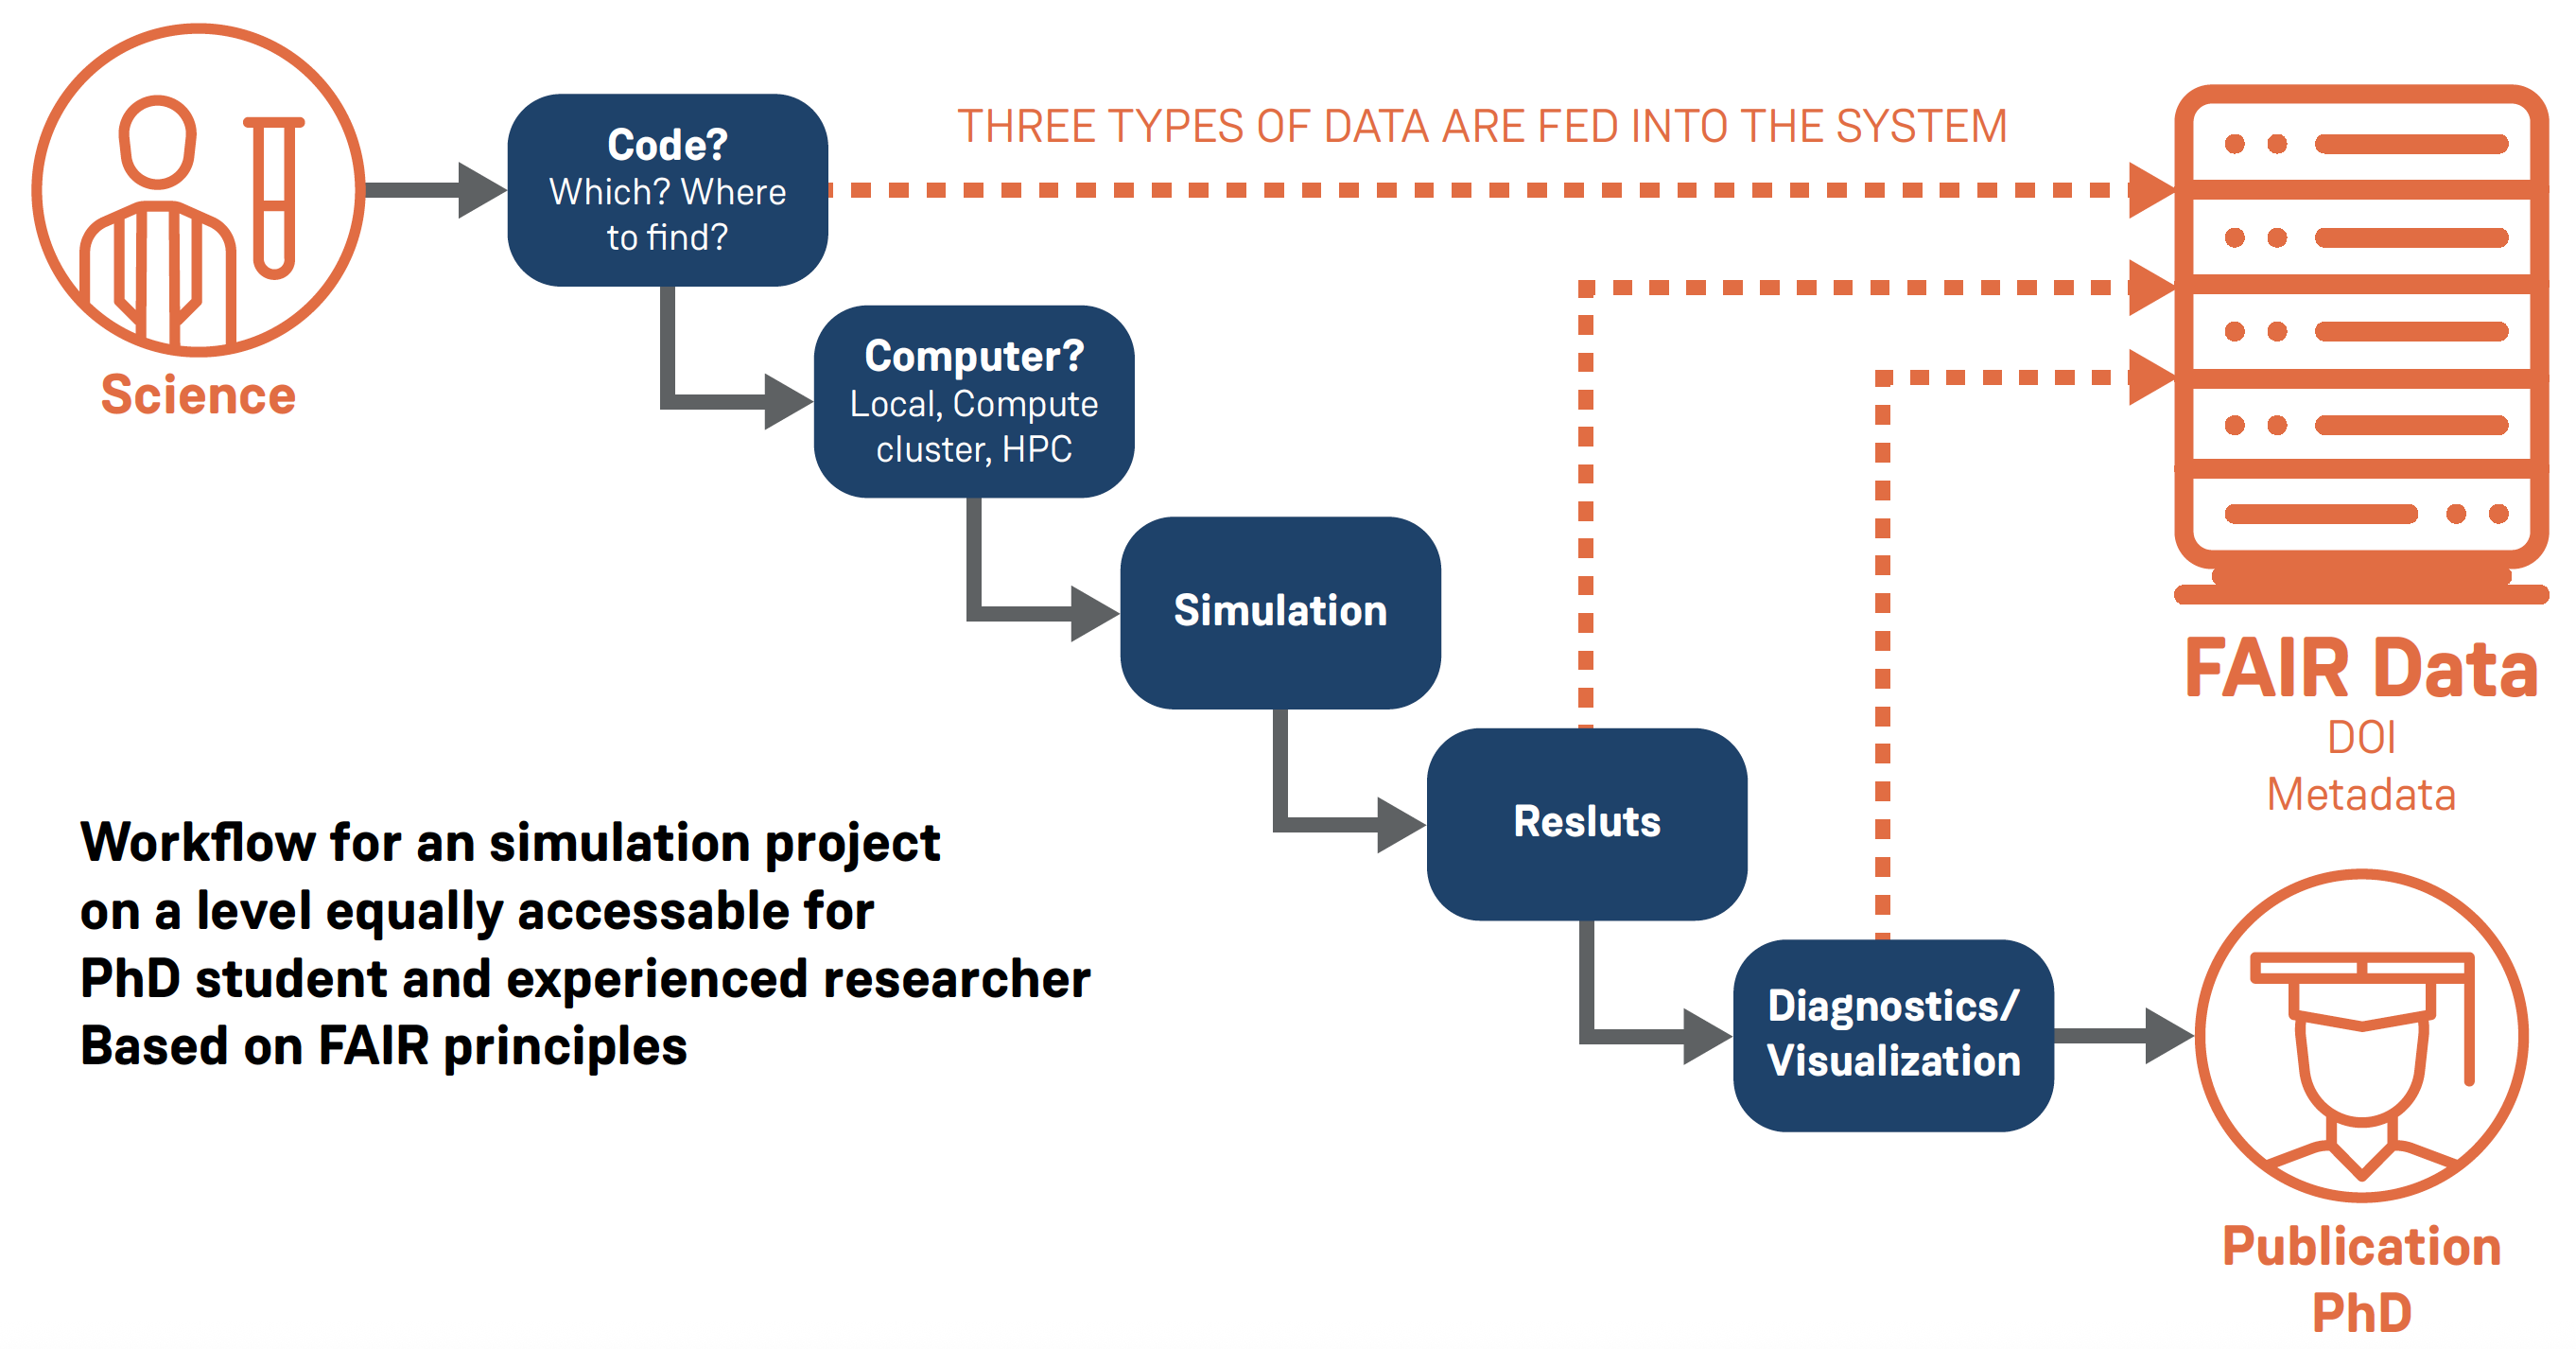 Science
Code?
Which? Where
to find?
THREE TYPES OF DATA ARE FED INTO THE SYSTEM
Computer?
Local, Compute
cluster, HPC
Simulation
Resluts
Diagnostics/
Visualization
FAIR Data
DOI
Metadata
Publication
PhD
Workflow for an simulation project
on a level equally accessable for
PhD student and experienced researcher
Based on FAIR principles